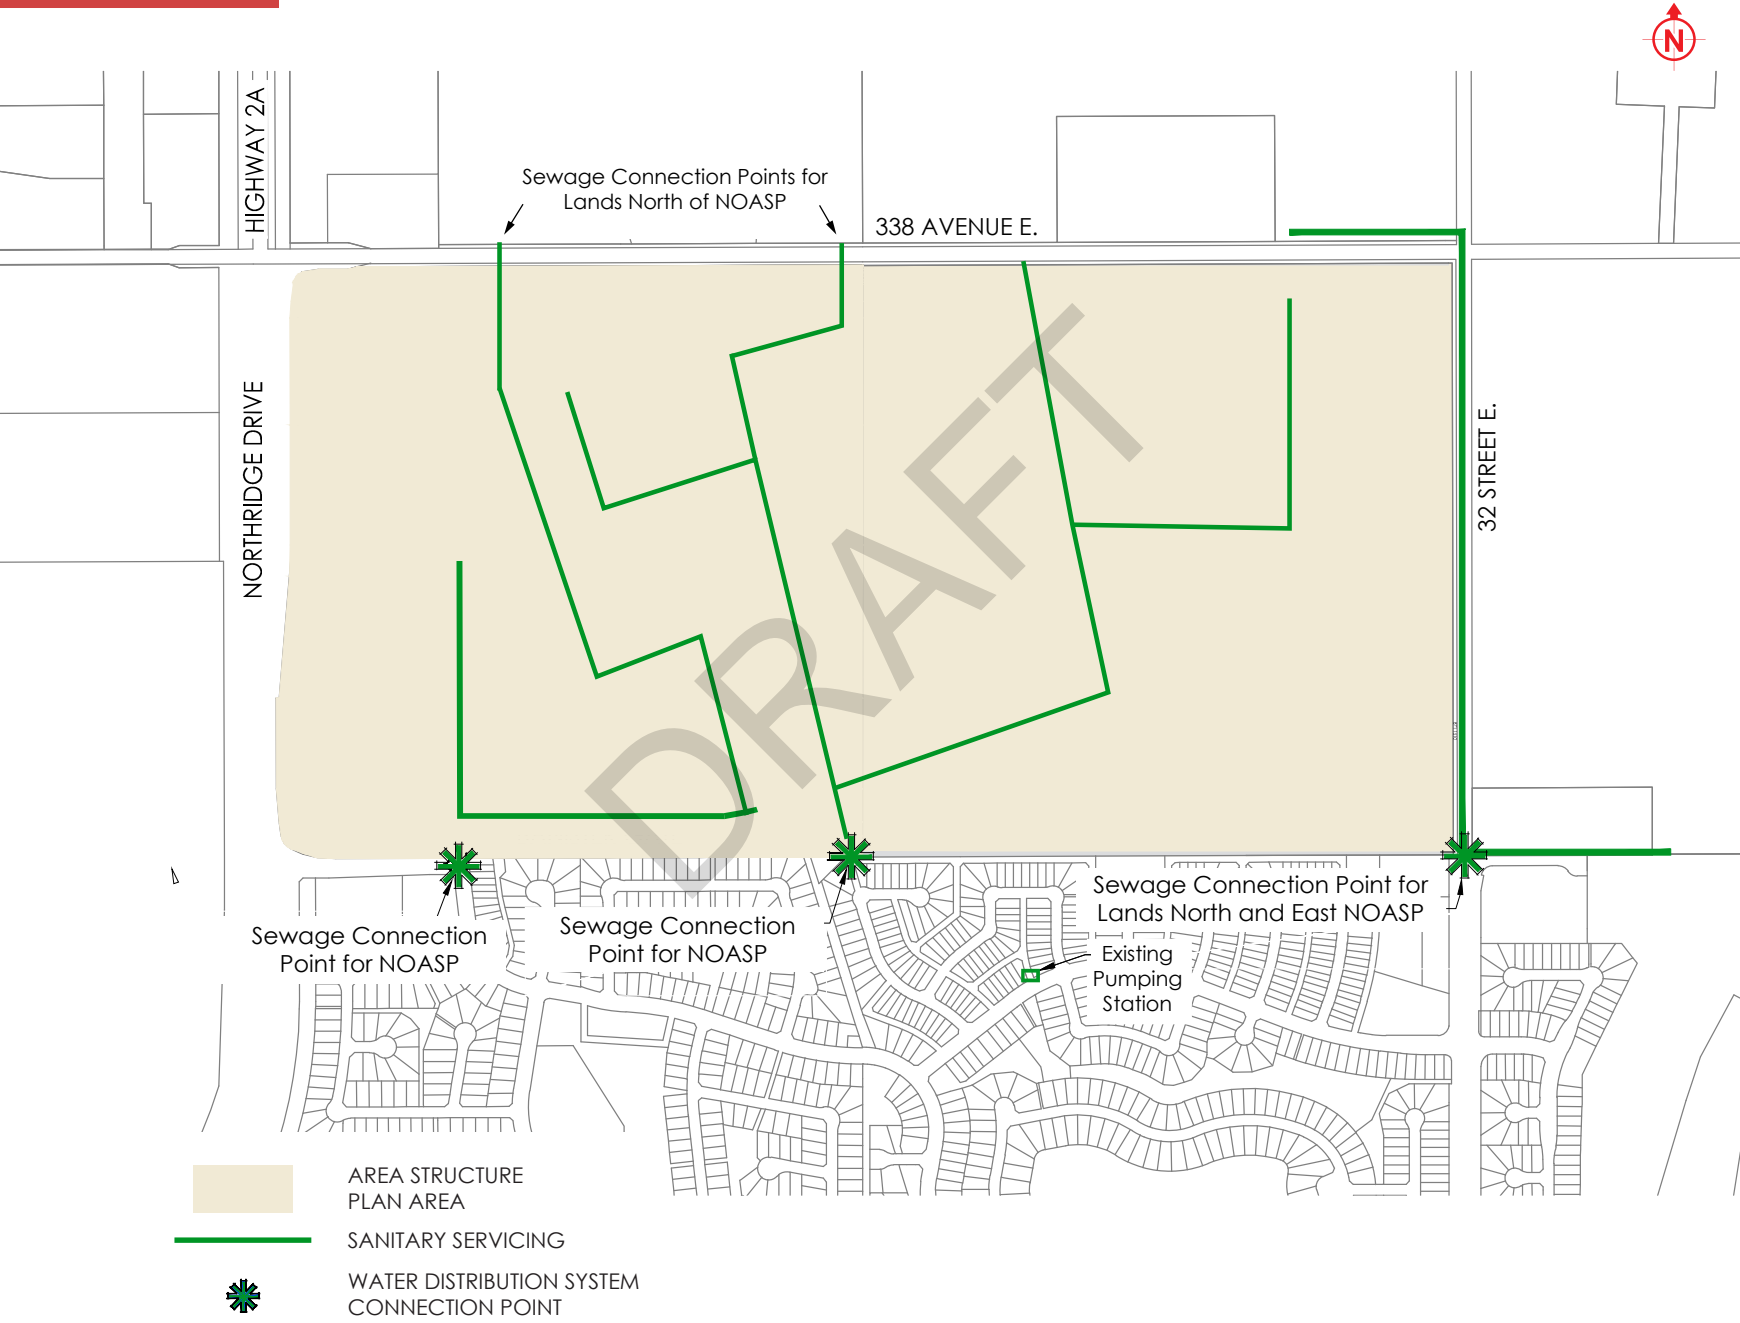 N
HIGHWAY 2A
Sewage Connection Points for
Lands North of NOASP
338 AVENUE E.
NORTHRIDGE DRIVE
32 STREET E.
DRAFT
Sewage Connection
Point for NOASP
Sewage Connection
Point for NOASP
Sewage Connection Point for
Lands North and East NOASP
Existing
Pumping
Station
AREA STRUCTURE
PLAN AREA
SANITARY SERVICING
WATER DISTRIBUTION SYSTEM
CONNECTION POINT